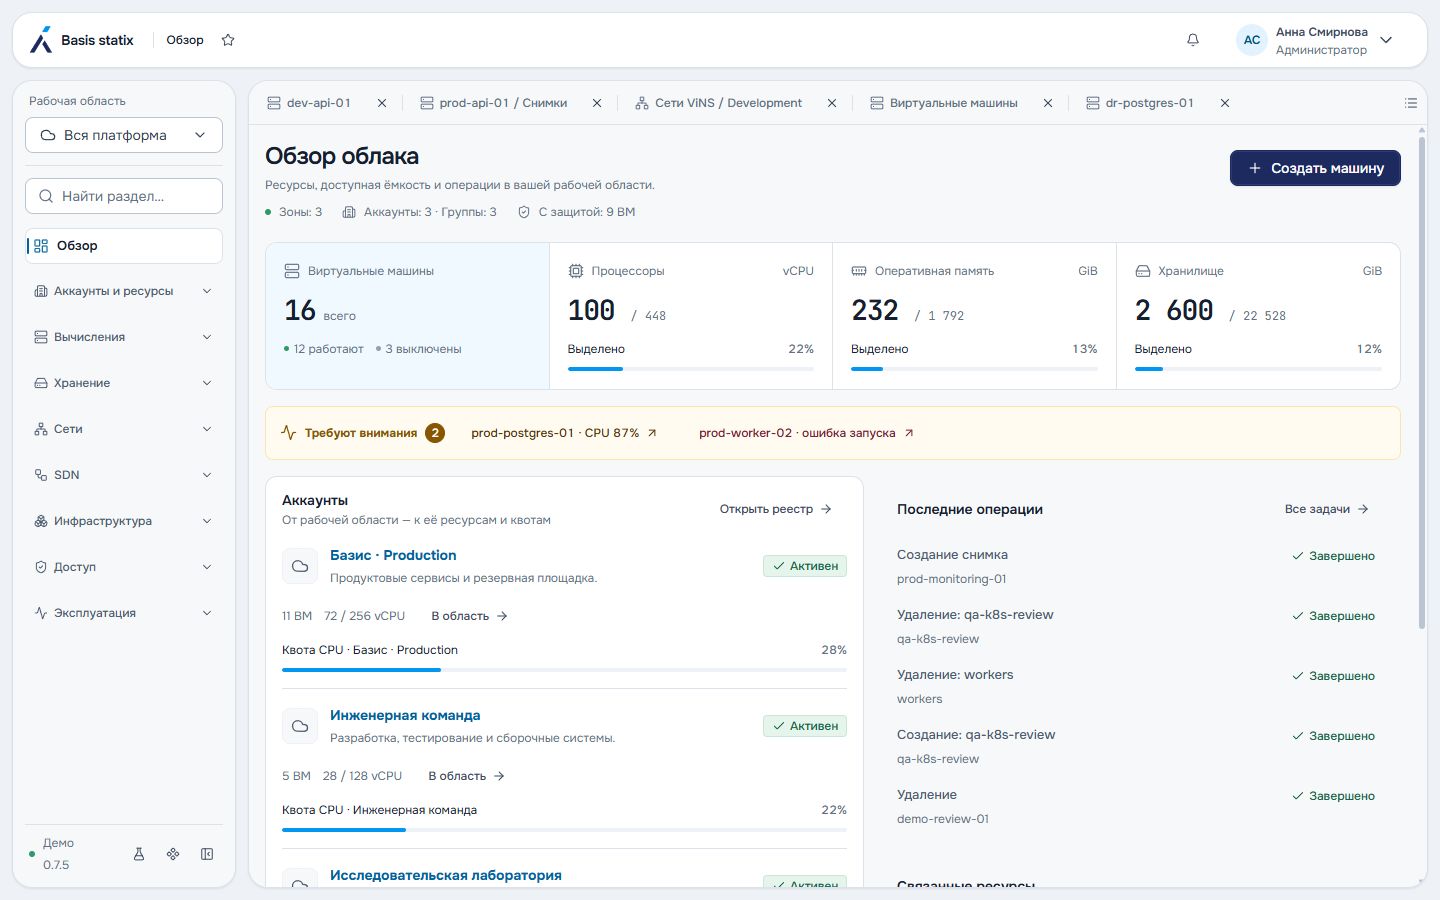 Basis statix
Обзор
АС
Анна Смирнова
Администратор
Рабочая область
Вся платформа
Найти раздел...
Обзор
Аккаунты и ресурсы
Вычисления
Хранение
Сети
SDN
Инфраструктура
Доступ
Эксплуатация
Демо
0.7.5
dev-api-01
prod-api-01 / Снимки
Сети ViNS / Development
Виртуальные машины
dr-postgres-01
Обзор облака
Ресурсы, доступная ёмкость и операции в вашей рабочей области.
Зоны: 3
Аккаунты: 3 · Группы: 3
С защитой: 9 ВМ
Создать машину
Виртуальные машины
16 всего
12 работают
3 выключены
Процессоры
vCPU
100 / 448
Выделено
22%
Оперативная память
GiB
232 / 1 792
Выделено
13%
Хранилище
GiB
2 600 / 22 528
Выделено
12%
Требуют внимания 2
prod-postgres-01 · CPU 87%
prod-worker-02 · ошибка запуска
Аккаунты
От рабочей области — к её ресурсам и квотам
Открыть реестр
Базис · Production
Продуктовые сервисы и резервная площадка.
Активен
11 ВМ 72 / 256 vCPU В область
Квота CPU · Базис · Production
28%
Инженерная команда
Разработка, тестирование и сборочные системы.
Активен
5 ВМ 28 / 128 vCPU В область
Квота CPU · Инженерная команда
22%
Исследовательская лаборатория
Активен
Последние операции
Все задачи
Создание снимка
prod-monitoring-01
Завершено
Удаление: qa-k8s-review
qa-k8s-review
Завершено
Удаление: workers
workers
Завершено
Создание: qa-k8s-review
qa-k8s-review
Завершено
Удаление
demo-review-01
Завершено
Связанные ресурсы